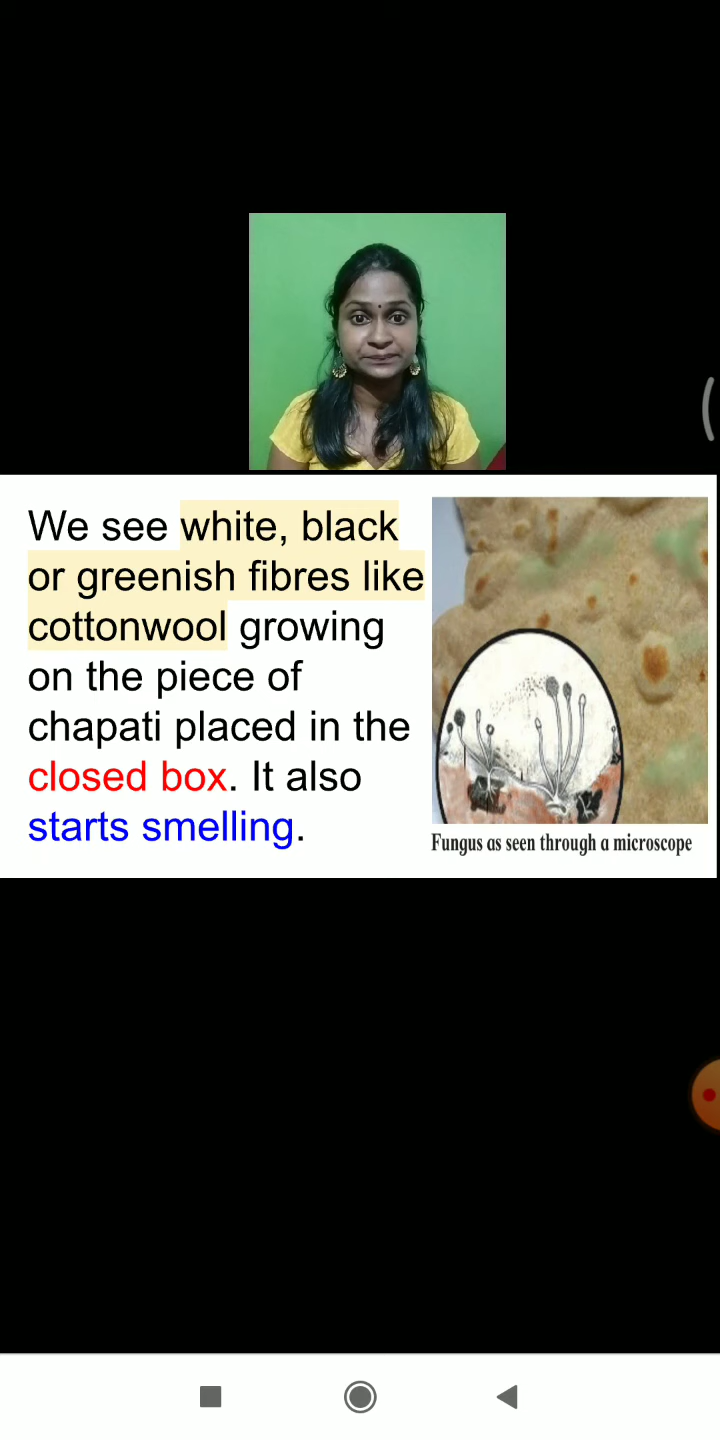 We see white, black
or greenish fibres like
cottonwool growing
on the piece of
chapati placed in the
closed box. It also
starts smelling.
Fungus as seen through a microscope